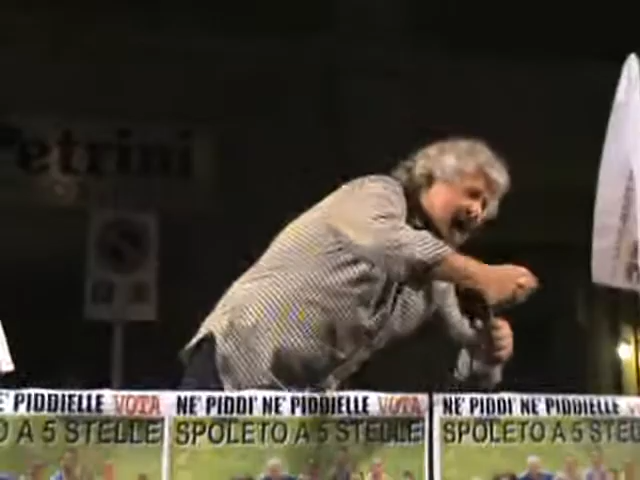 Petrini
E' PIDDIELLE VOTA
O A 5 STELLE
NE' PIDDI' NE' PIDDIELLE VOTA
SPOLETO A 5 STELLE
NE' PIDDI' NE' PIDDIELLE VOTA
SPOLETO A 5 STELLE